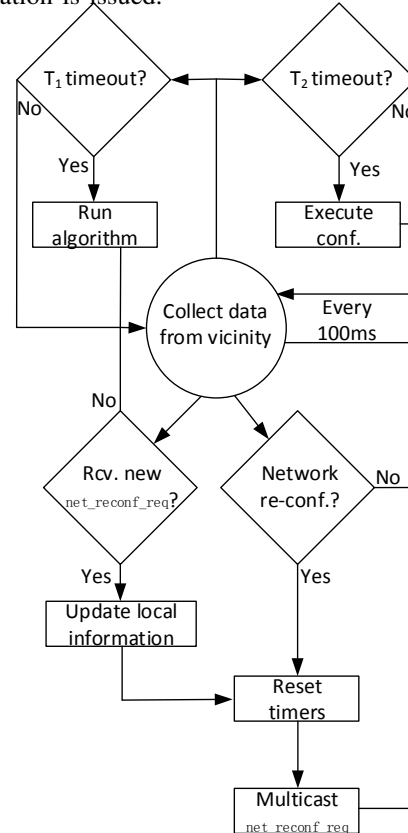 ation is issued.
T1 timeout?
T2 timeout?
No
No
Yes
Yes
Run
algorithm
Execute
conf.
Collect data
from vicinity
Every
100ms
No
Rcv. new
net_reconf_req?
Network
re-conf.?
No
Yes
Yes
Update local
information
Reset
timers
Multicast
net_reconf_req